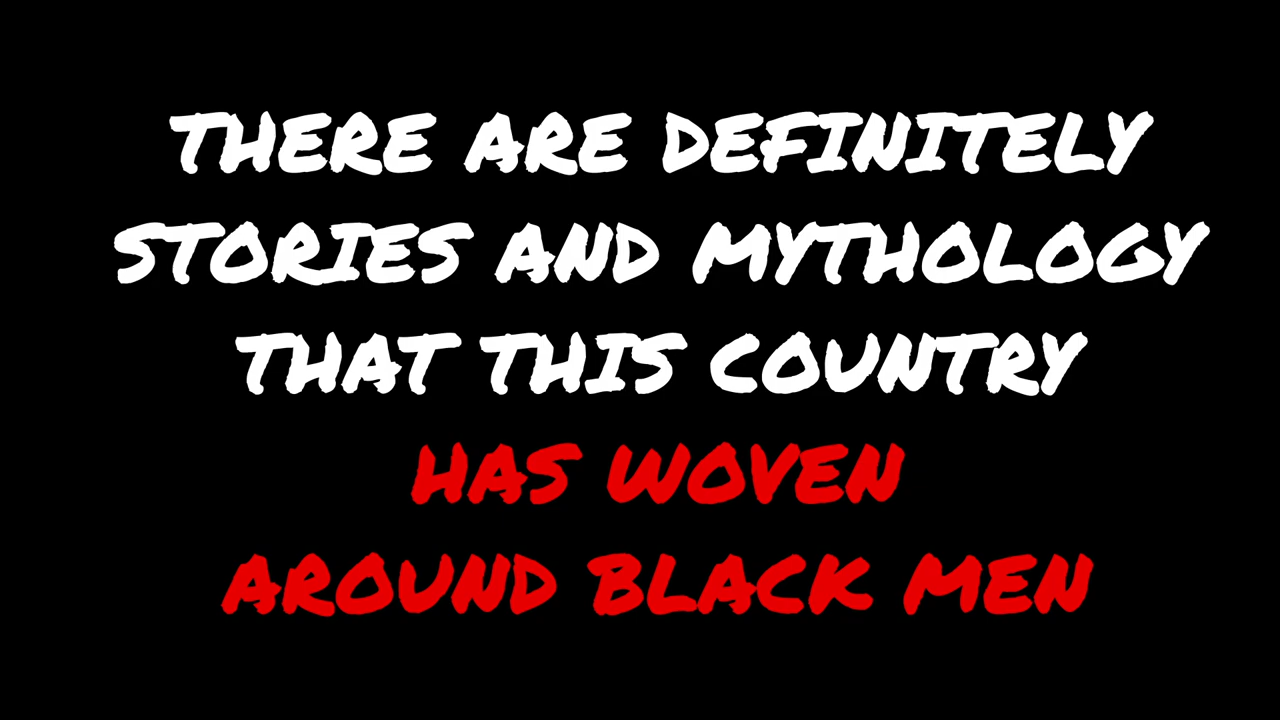 THERE ARE DEFINITELY
STORIES AND MYTHOLOGY
THAT THIS COUNTRY
HAS WOVEN
AROUND BLACK MEN